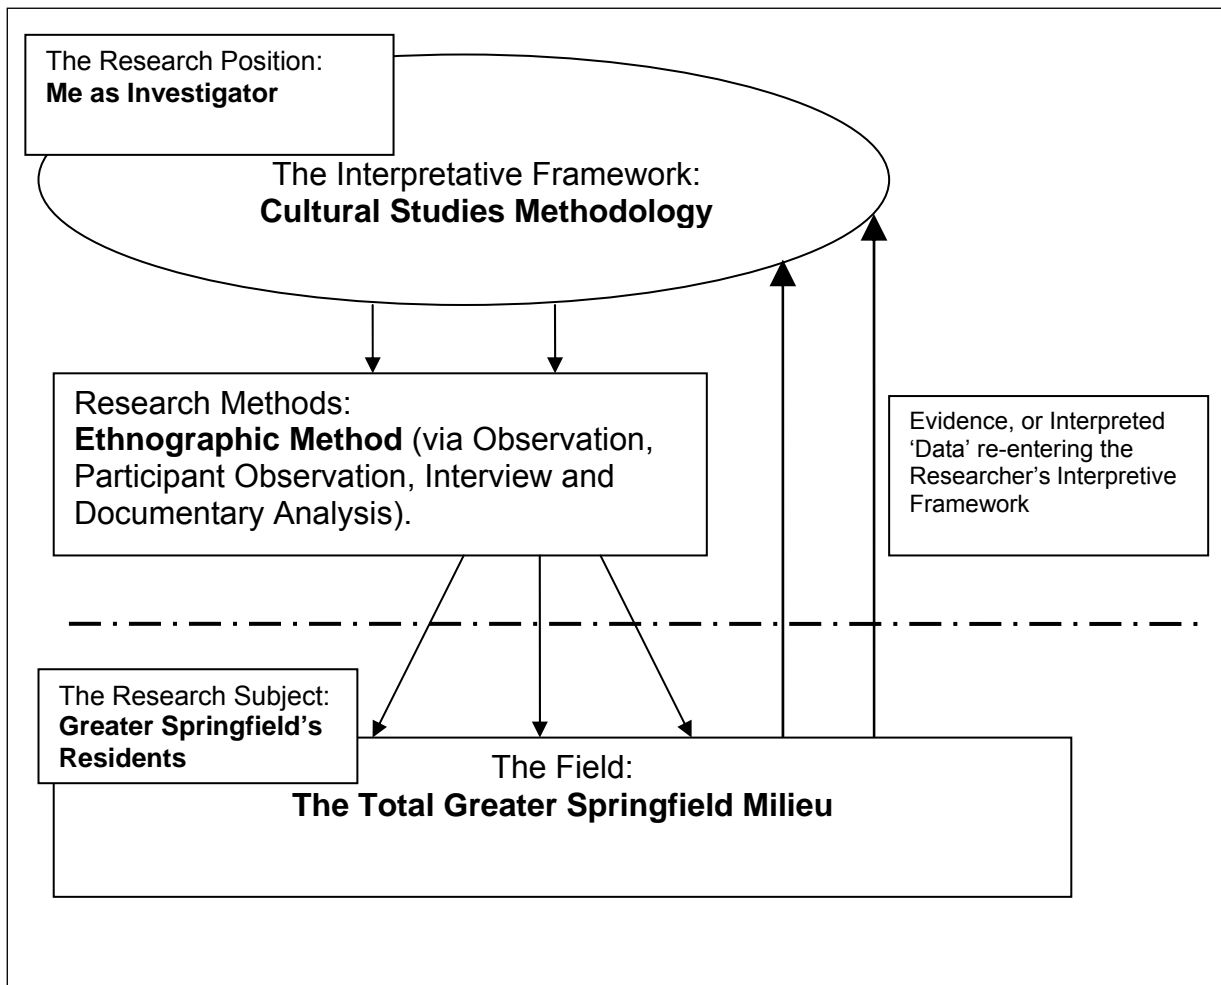 The Research Position:
Me as Investigator
The Interpretative Framework:
Cultural Studies Methodology
Research Methods:
Ethnographic Method (via Observation,
Participant Observation, Interview and
Documentary Analysis).
Evidence, or Interpreted
‘Data’ re-entering the
Researcher’s Interpretive
Framework
The Research Subject:
Greater Springfield’s
Residents
The Field:
The Total Greater Springfield Milieu